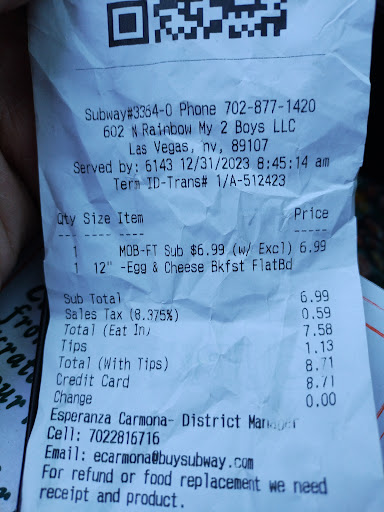 Subway#3364-0 Phone 702-877-1420
602 N Rainbow My 2 Boys LLC
Las Vegas, nv, 89107
Served by: 6143 12/31/2023 8:45:14 am
Term ID-Trans# 1/A-512423
Qty Size Item Price
---- ---- ---- -----
1 MOB-FT Sub $6.99 (w/ Excl) 6.99
1 12" -Egg & Cheese Bkfst FlatBd
Sub Total 6.99
Sales Tax (8.375%) 0.59
Total (Eat In) 7.58
Tips 1.13
Total (With Tips) 8.71
Credit Card 8.71
Change 0.00
Esperanza Carmona- District Manager
Cell: 7022816716
Email: ecarmona@buysubway.com
For refund or food replacement we need
receipt and product.